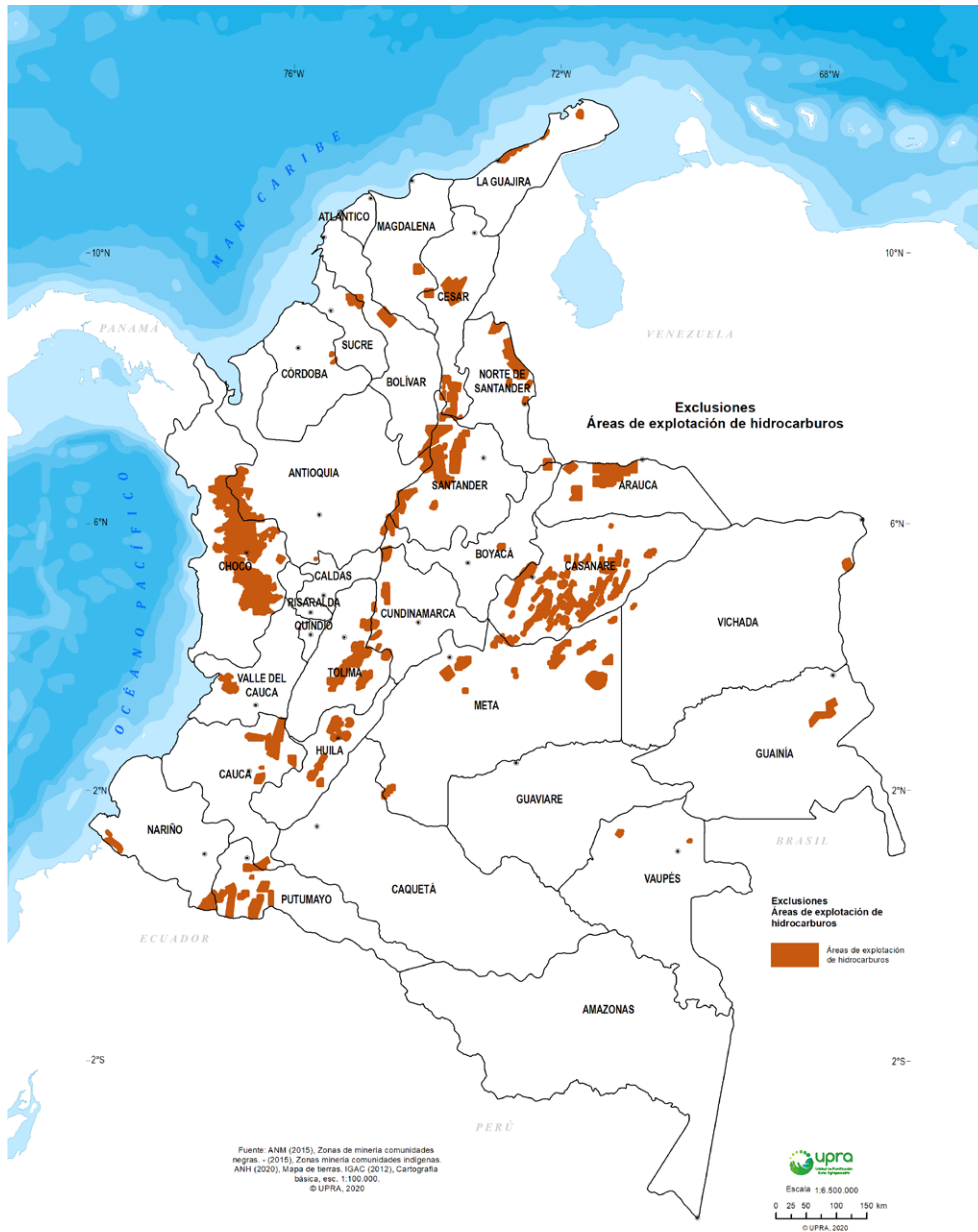 76°W
72°W
68°W
MAR CARIBE
LA GUAJIRA
ATLÁNTICO
MAGDALENA
10°N
10°N
CESAR
PANAMÁ
VENEZUELA
SUCRE
CÓRDOBA
BOLÍVAR
NORTE DE
SANTANDER
Exclusiones
Áreas de explotación de hidrocarburos
ANTIOQUIA
SANTANDER
ARAUCA
OCÉANO PACÍFICO
6°N
6°N
BOYACÁ
CHOCÓ
CASANARE
CALDAS
RISARALDA
CUNDINAMARCA
QUINDÍO
VICHADA
VALLE DEL
CAUCA
TOLIMA
META
HUILA
GUAINÍA
CAUCA
2°N
2°N
GUAVIARE
NARIÑO
BRASIL
VAUPÉS
CAQUETÁ
PUTUMAYO
Exclusiones
Áreas de explotación de
hidrocarburos
ECUADOR
Áreas de explotación
de hidrocarburos
AMAZONAS
2°S
2°S
PERÚ
Fuente: ANM (2015), Zonas de minería comunidades
negras. - (2015), Zonas minería comunidades indígenas.
ANH (2020), Mapa de tierras. IGAC (2012), Cartografía
básica, esc. 1:100.000.
© UPRA, 2020
upra
Escala 1:6.500.000
0 25 50 100 150 km
© UPRA, 2020